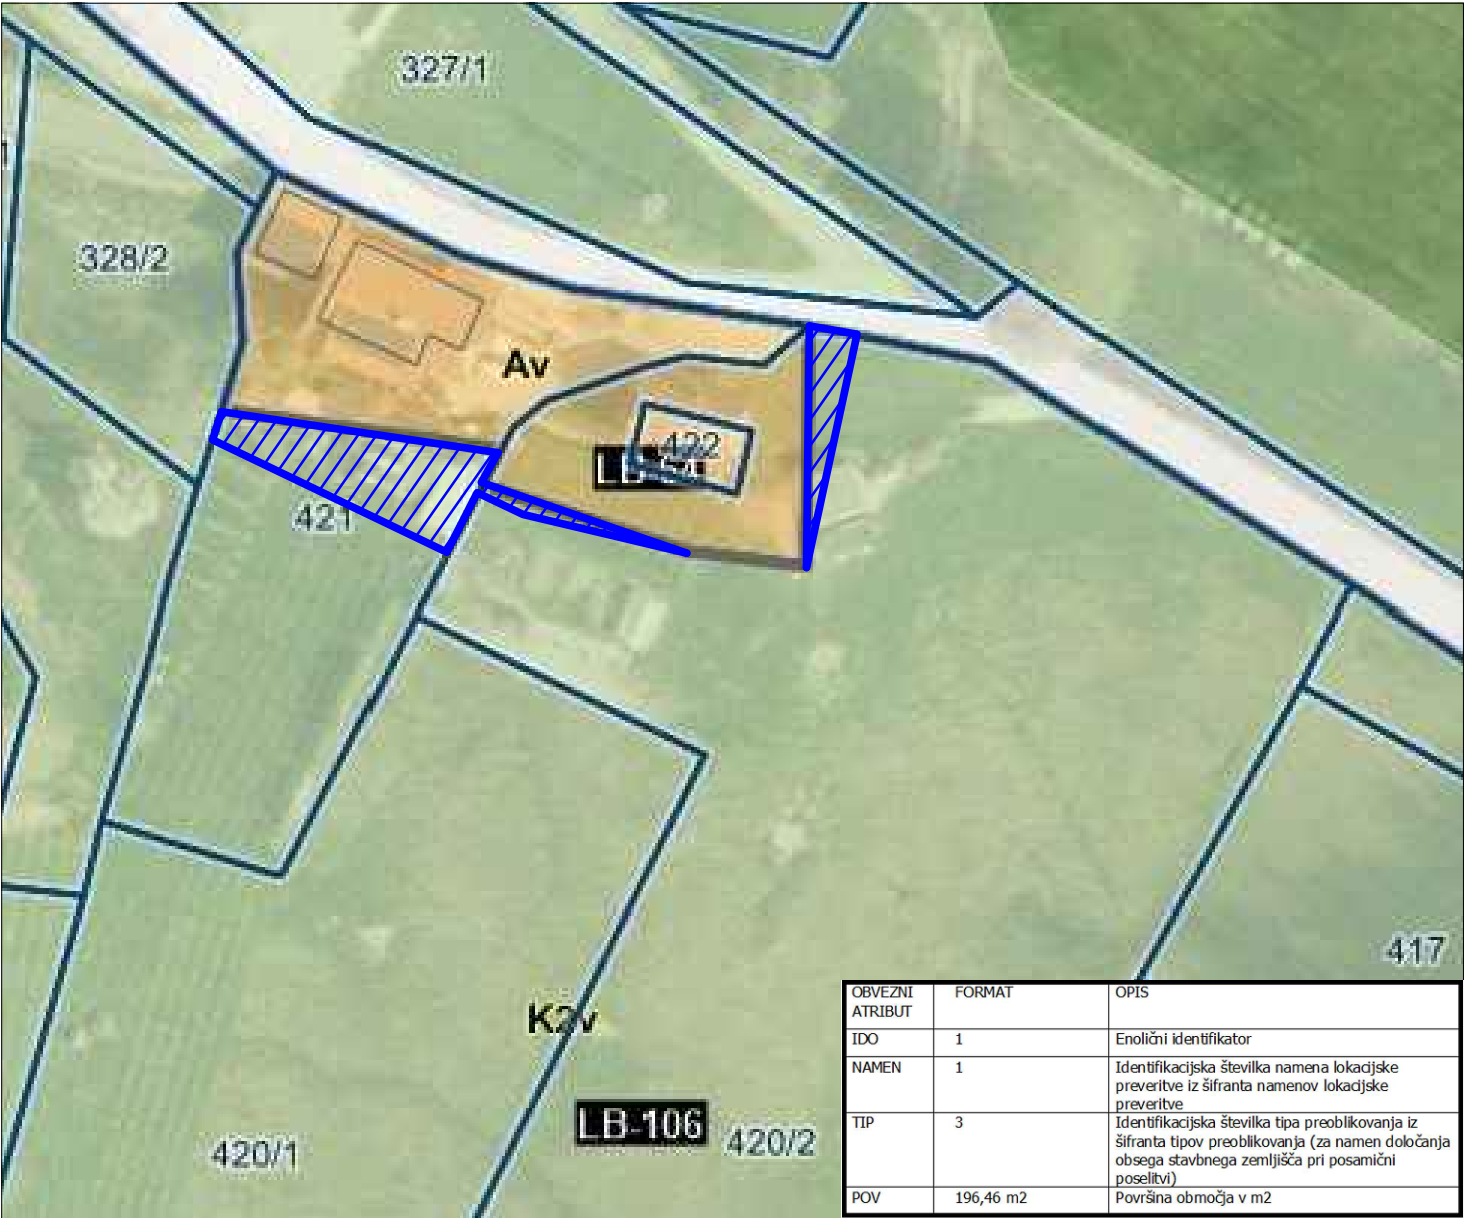 327/1
328/2
Av
422
421
417
K2v
LB-106
420/2
420/1
OBVEZNI ATRIBUT FORMAT OPIS
IDO 1 Enolični identifikator
NAMEN 1 Identifikacijska številka namena lokacijske
preveritve iz šifranta namenov lokacijske
preveritve
TIP 3 Identifikacijska številka tipa preoblikovanja iz
šifranta tipov preoblikovanja (za namen določanja
obsega stavbnega zemljišča pri posamični
poselitvi)
POV 196,46 m2 Površina območja v m2